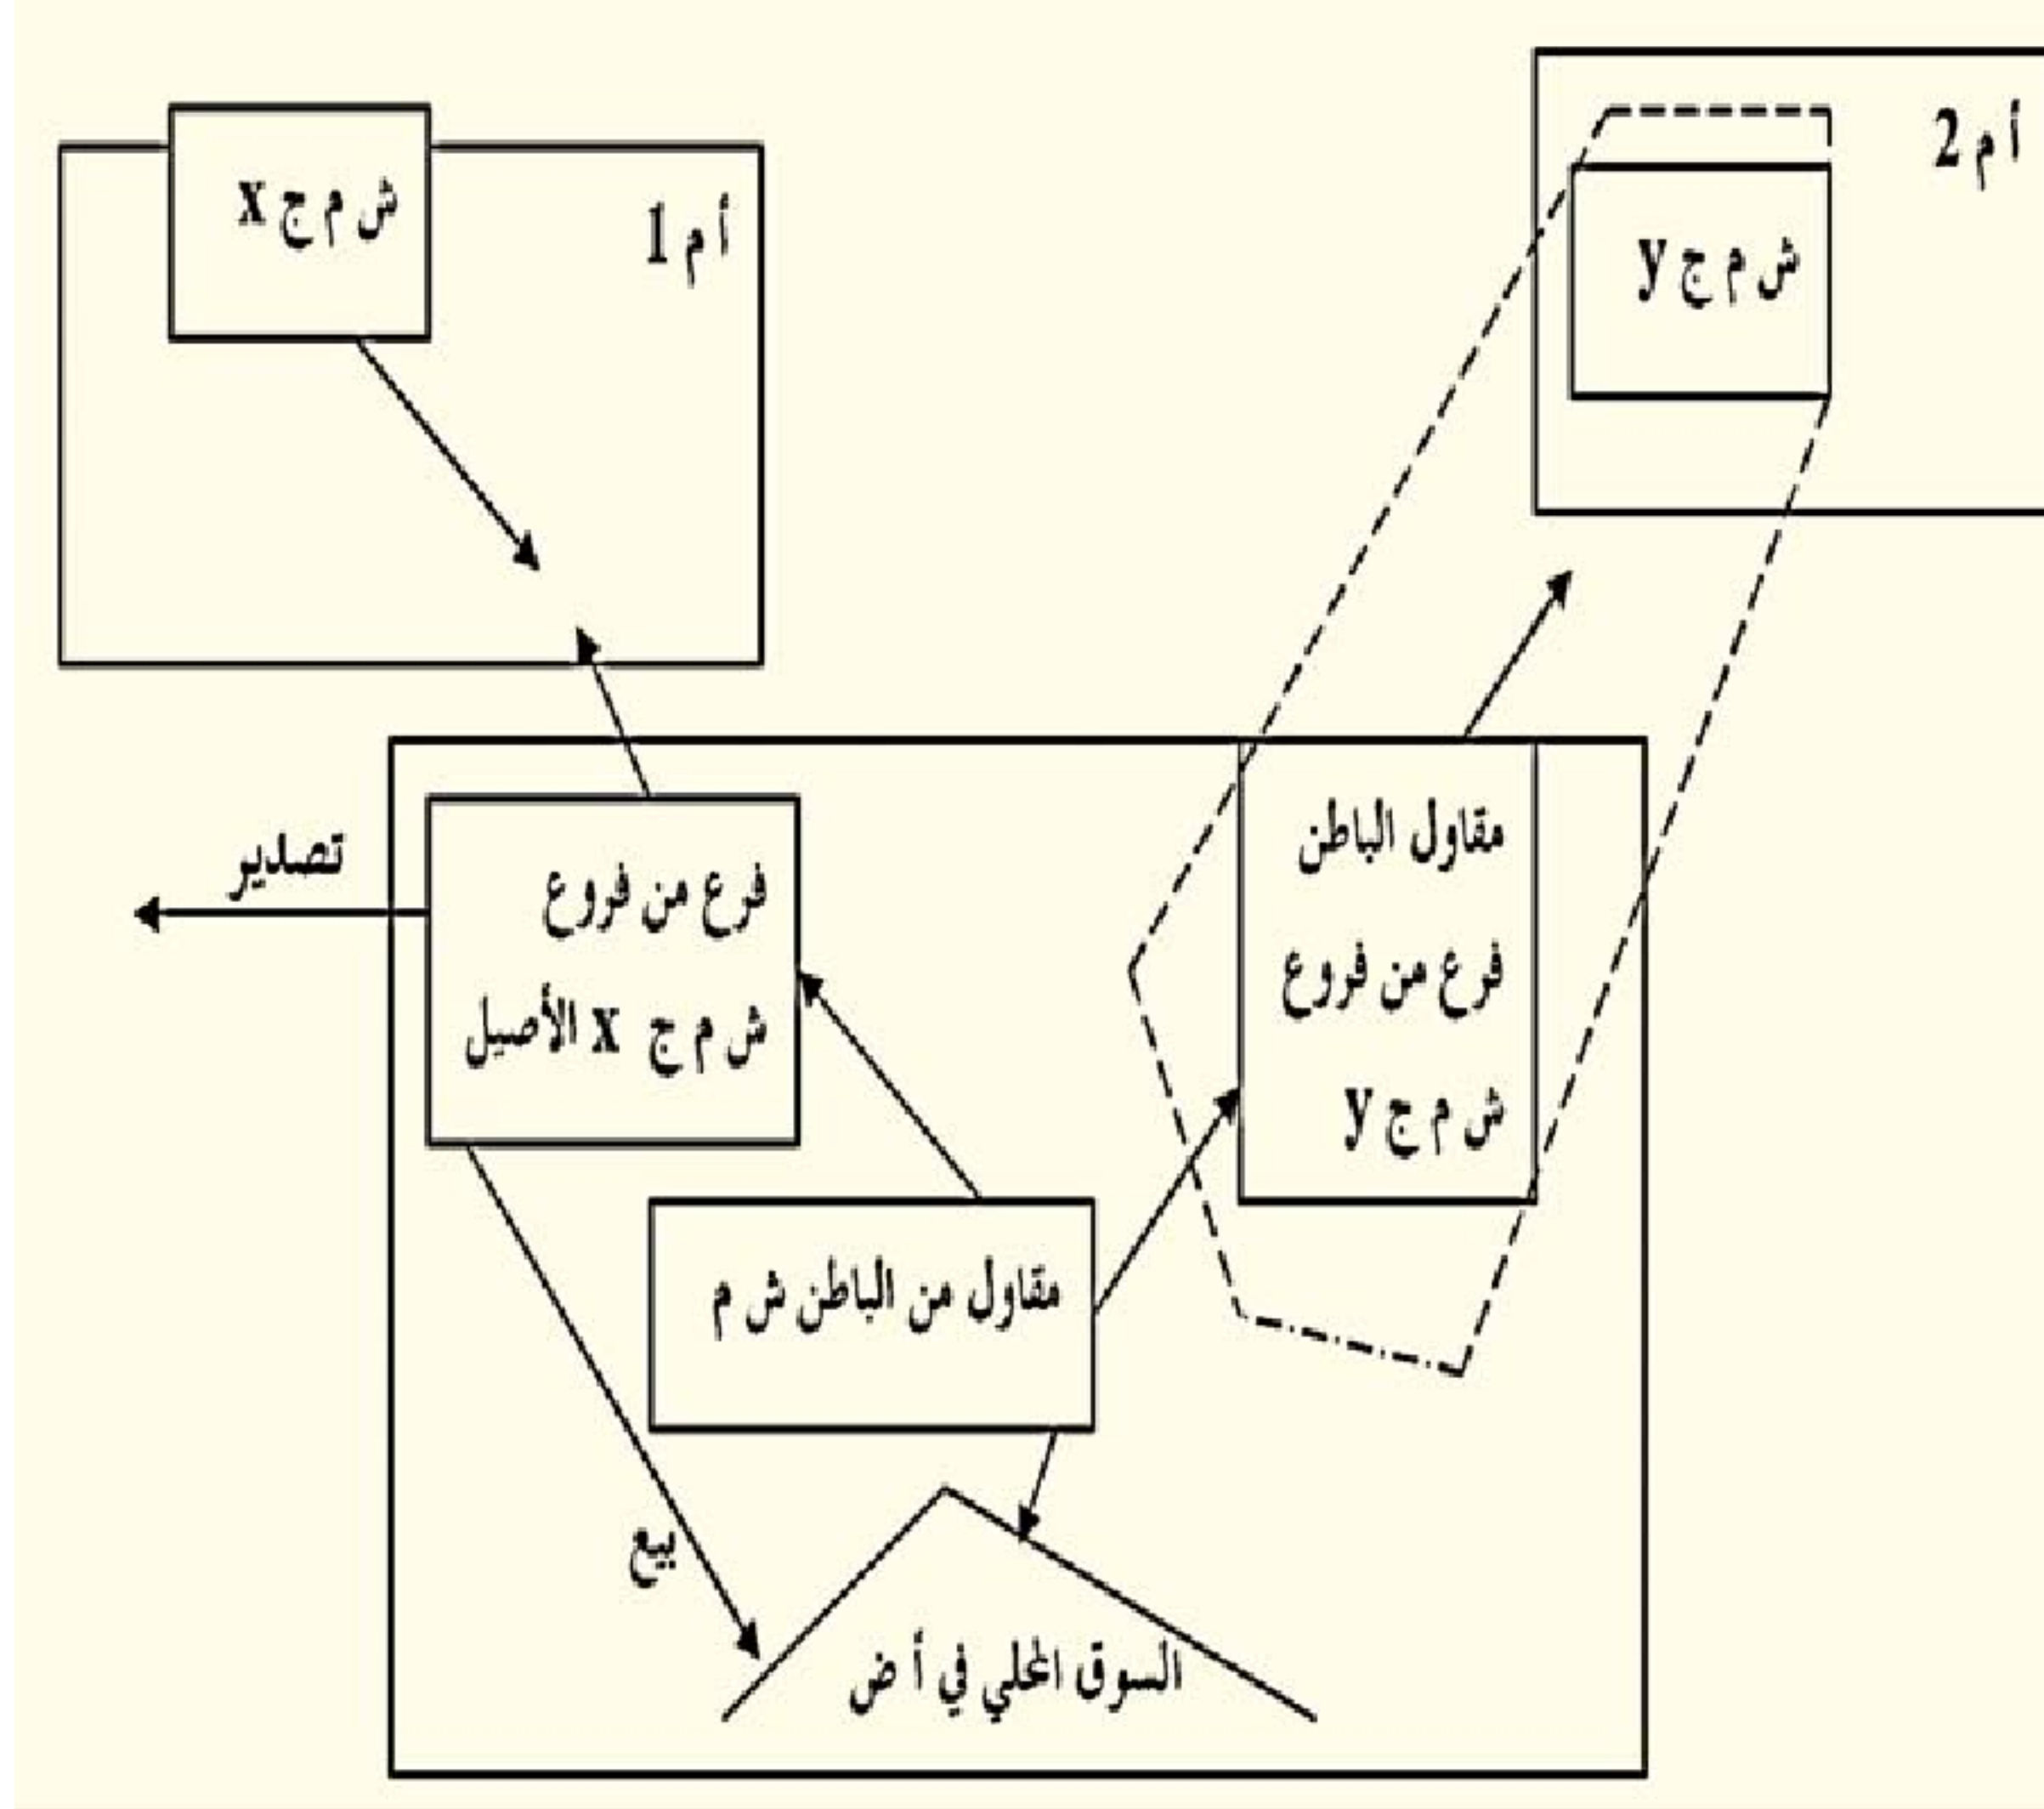 أ م 2
ش م ج y
ش م ج x
أ م 1
مقاول الباطن
فرع من فروع
ش م ج y
تصدير
فرع من فروع
ش م ج x الأصيل
مقاول من الباطن ش م
بيع
السوق المحلي في أ ض